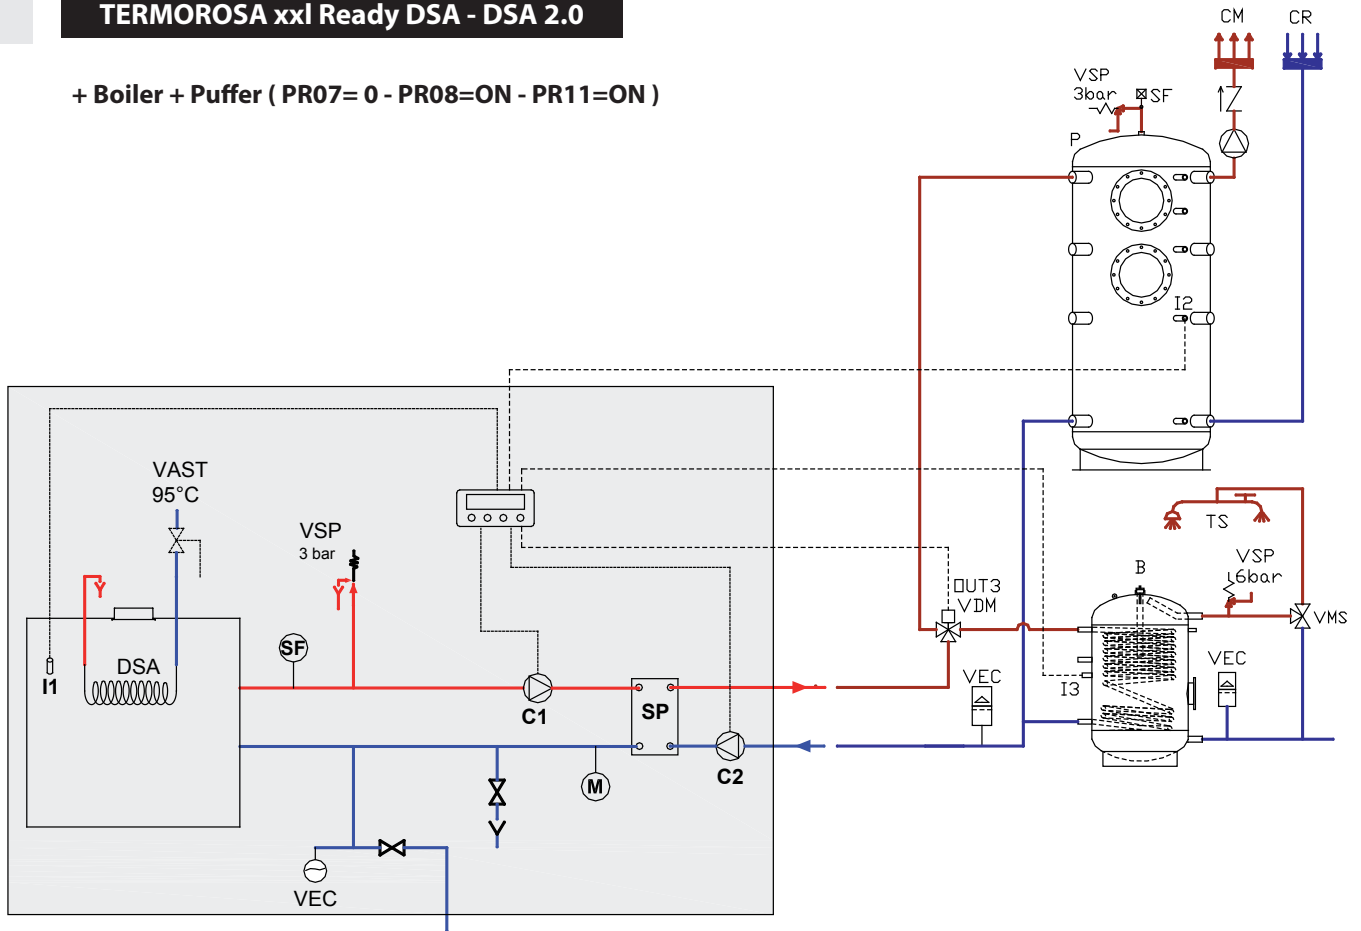 TERMOROSA xxl Ready DSA - DSA 2.0
+ Boiler + Puffer ( PR07= 0 - PR08=ON - PR11=ON )
CM
CR
VSP
3bar
SF
P
I2
VAST
95°C
VSP
3 bar
TS
VSP
6bar
B
OUT3
VDM
VMS
SF
DSA
I1
C1
SP
C2
M
VEC
I3
VEC
VEC